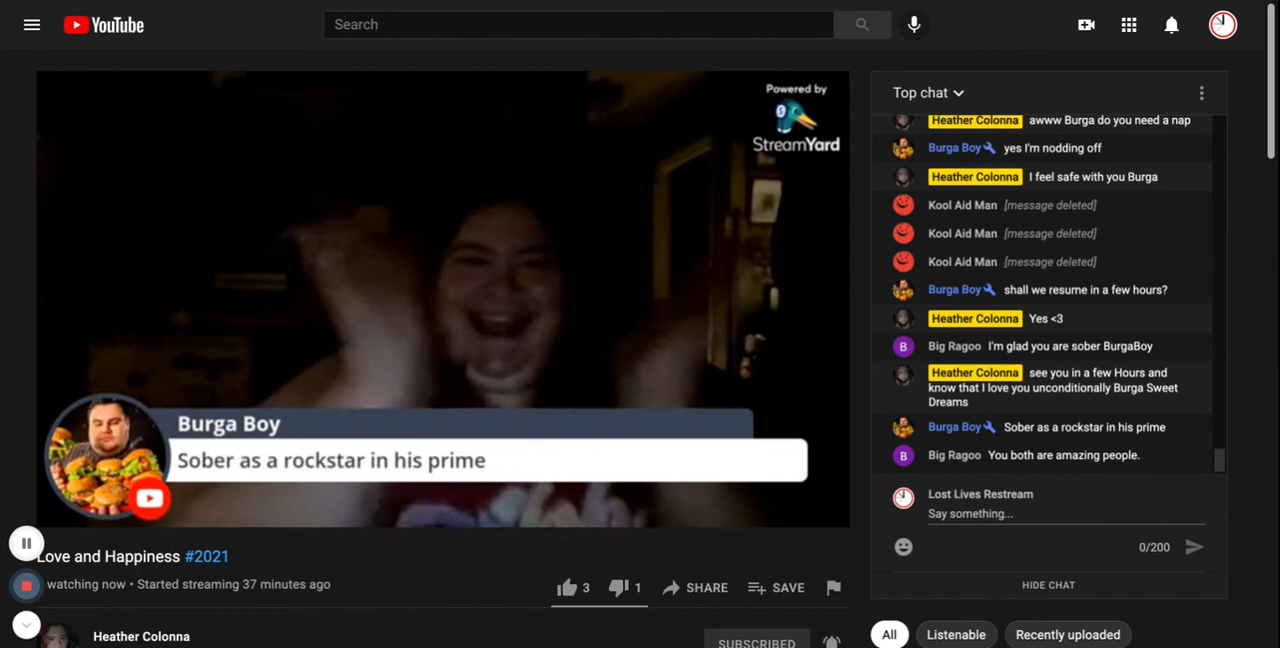 YouTube
Search
Powered by
StreamYard
Burga Boy
Sober as a rockstar in his prime
Love and Happiness #2021
watching now • Started streaming 37 minutes ago
3
1
SHARE
SAVE
Heather Colonna
SUBSCRIBED
Top chat
Heather Colonna awww Burga do you need a nap
Burga Boy yes I'm nodding off
Heather Colonna I feel safe with you Burga
Kool Aid Man [message deleted]
Kool Aid Man [message deleted]
Kool Aid Man [message deleted]
Burga Boy shall we resume in a few hours?
Heather Colonna Yes <3
B Big Ragoo I'm glad you are sober BurgaBoy
Heather Colonna see you in a few Hours and
know that I love you unconditionally Burga Sweet
Dreams
Burga Boy Sober as a rockstar in his prime
B Big Ragoo You both are amazing people.
Lost Lives Restream
Say something...
0/200
HIDE CHAT
All
Listenable
Recently uploaded